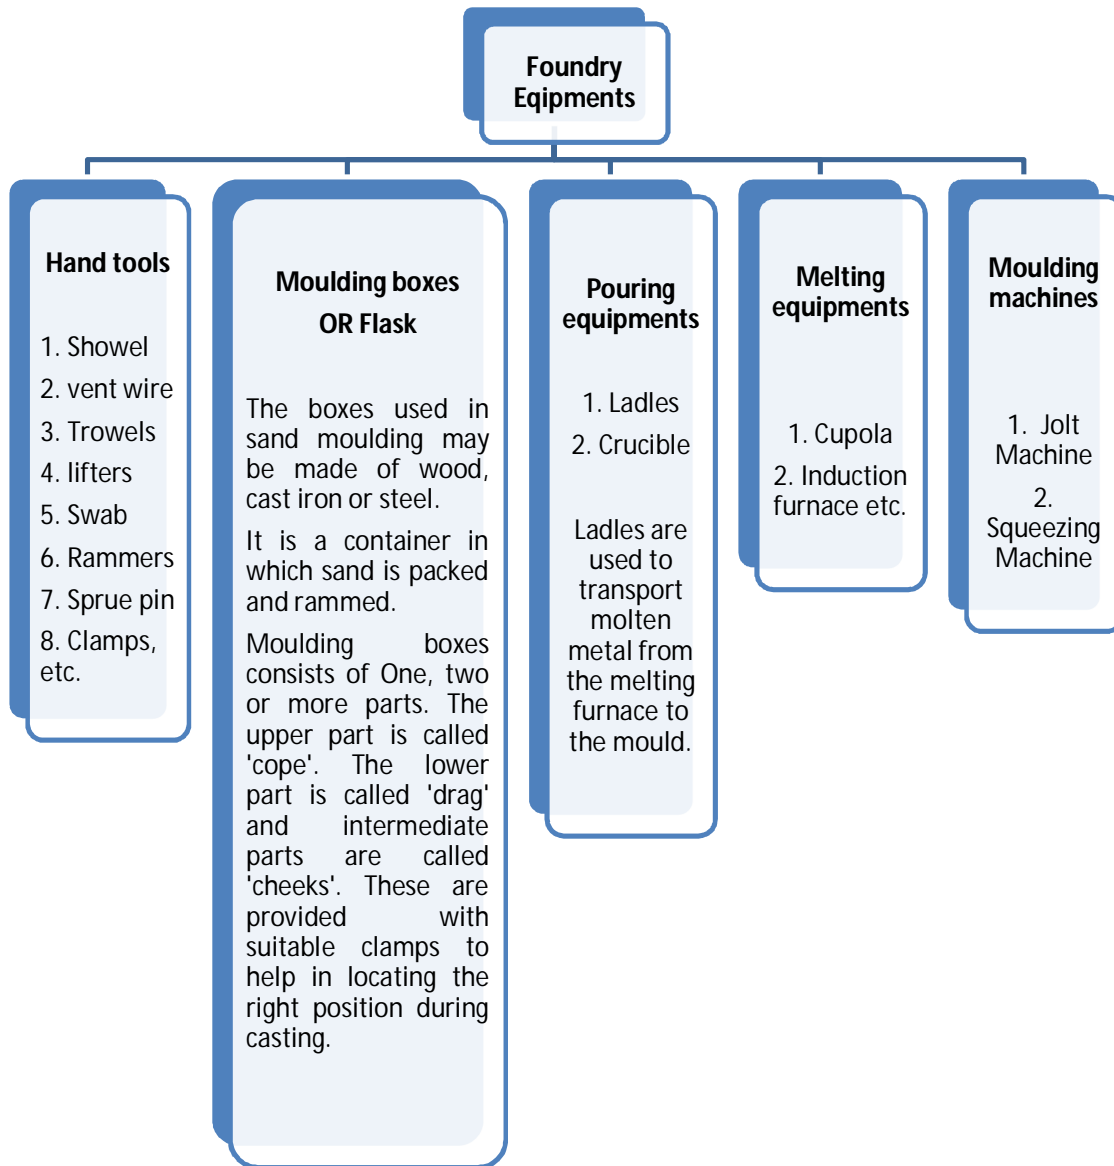 Foundry
Eqipments
Hand tools
1. Showel
2. vent wire
3. Trowels
4. lifters
5. Swab
6. Rammers
7. Sprue pin
8. Clamps,
etc.
Moulding boxes
OR Flask
The boxes used in
sand moulding may
be made of wood,
cast iron or steel.
It is a container in
which sand is packed
and rammed.
Moulding boxes
consists of One, two
or more parts. The
upper part is called
'cope'. The lower
part is called 'drag'
and intermediate
parts are called
'cheeks'. These are
provided with
suitable clamps to
help in locating the
right position during
casting.
Pouring
equipments
1. Ladles
2. Crucible
Ladles are
used to
transport
molten
metal from
the melting
furnace to
the mould.
Melting
equipments
1. Cupola
2. Induction
furnace etc.
Moulding
machines
1. Jolt
Machine
2.
Squeezing
Machine